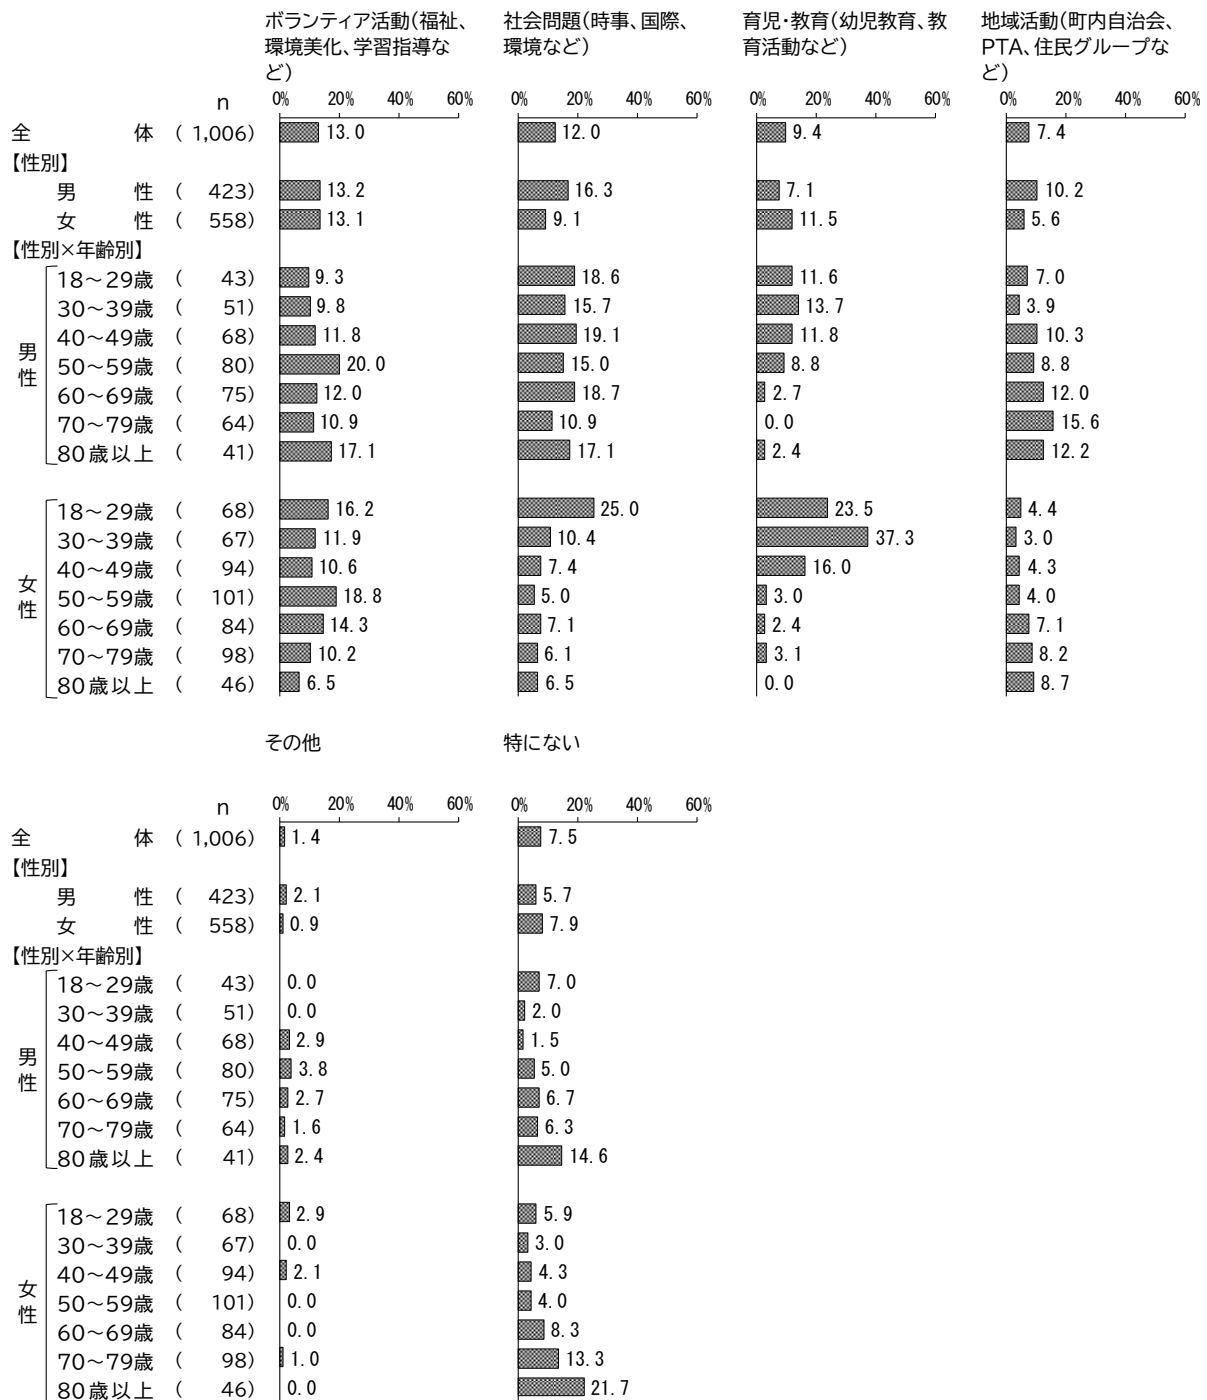 ボランティア活動(福祉、環境美化、学習指導など) 社会問題(時事、国際、環境など) 育児・教育(幼児教育、教育活動など) 地域活動(町内自治会、PTA、住民グループなど)
n 0% 20% 40% 60% 0% 20% 40% 60% 0% 20% 40% 60% 0% 20% 40% 60%
全体 (1,006) 13.0 12.0 9.4 7.4
【性別】
男性 (423) 13.2 16.3 7.1 10.2
女性 (558) 13.1 9.1 11.5 5.6
【性別×年齢別】
男性
18~29歳 (43) 9.3 18.6 11.6 7.0
30~39歳 (51) 9.8 15.7 13.7 3.9
40~49歳 (68) 11.8 19.1 11.8 10.3
50~59歳 (80) 20.0 15.0 8.8 8.8
60~69歳 (75) 12.0 18.7 2.7 12.0
70~79歳 (64) 10.9 10.9 0.0 15.6
80歳以上 (41) 17.1 17.1 2.4 12.2
女性
18~29歳 (68) 16.2 25.0 23.5 4.4
30~39歳 (67) 11.9 10.4 37.3 3.0
40~49歳 (94) 10.6 7.4 16.0 4.3
50~59歳 (101) 18.8 5.0 3.0 4.0
60~69歳 (84) 14.3 7.1 2.4 7.1
70~79歳 (98) 10.2 6.1 3.1 8.2
80歳以上 (46) 6.5 6.5 0.0 8.7
その他 特にない
n 0% 20% 40% 60% 0% 20% 40% 60%
全体 (1,006) 1.4 7.5
【性別】
男性 (423) 2.1 5.7
女性 (558) 0.9 7.9
【性別×年齢別】
男性
18~29歳 (43) 0.0 7.0
30~39歳 (51) 0.0 2.0
40~49歳 (68) 2.9 1.5
50~59歳 (80) 3.8 5.0
60~69歳 (75) 2.7 6.7
70~79歳 (64) 1.6 6.3
80歳以上 (41) 2.4 14.6
女性
18~29歳 (68) 2.9 5.9
30~39歳 (67) 0.0 3.0
40~49歳 (94) 2.1 4.3
50~59歳 (101) 0.0 4.0
60~69歳 (84) 0.0 8.3
70~79歳 (98) 1.0 13.3
80歳以上 (46) 0.0 21.7